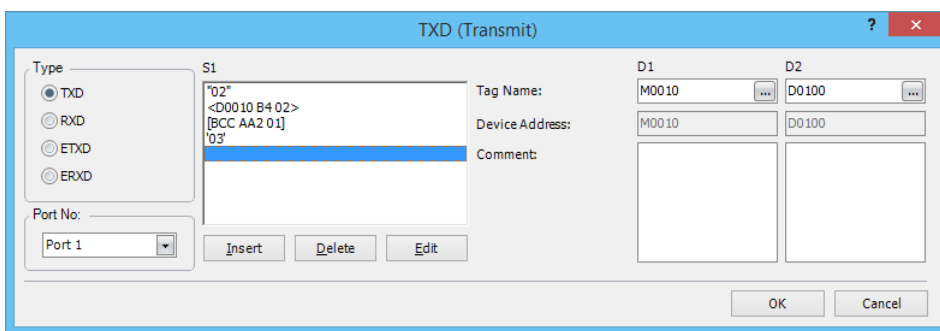 TXD (Transmit)
?
Type
TXD
RXD
ETXD
ERXD
Port No:
Port 1
S1
"02"
<D0010 B4 02>
[BCC AA2 01]
'03'
Insert
Delete
Edit
D1
D2
Tag Name:
M0010
...
D0100
...
Device Address:
M0010
D0100
Comment:
OK
Cancel